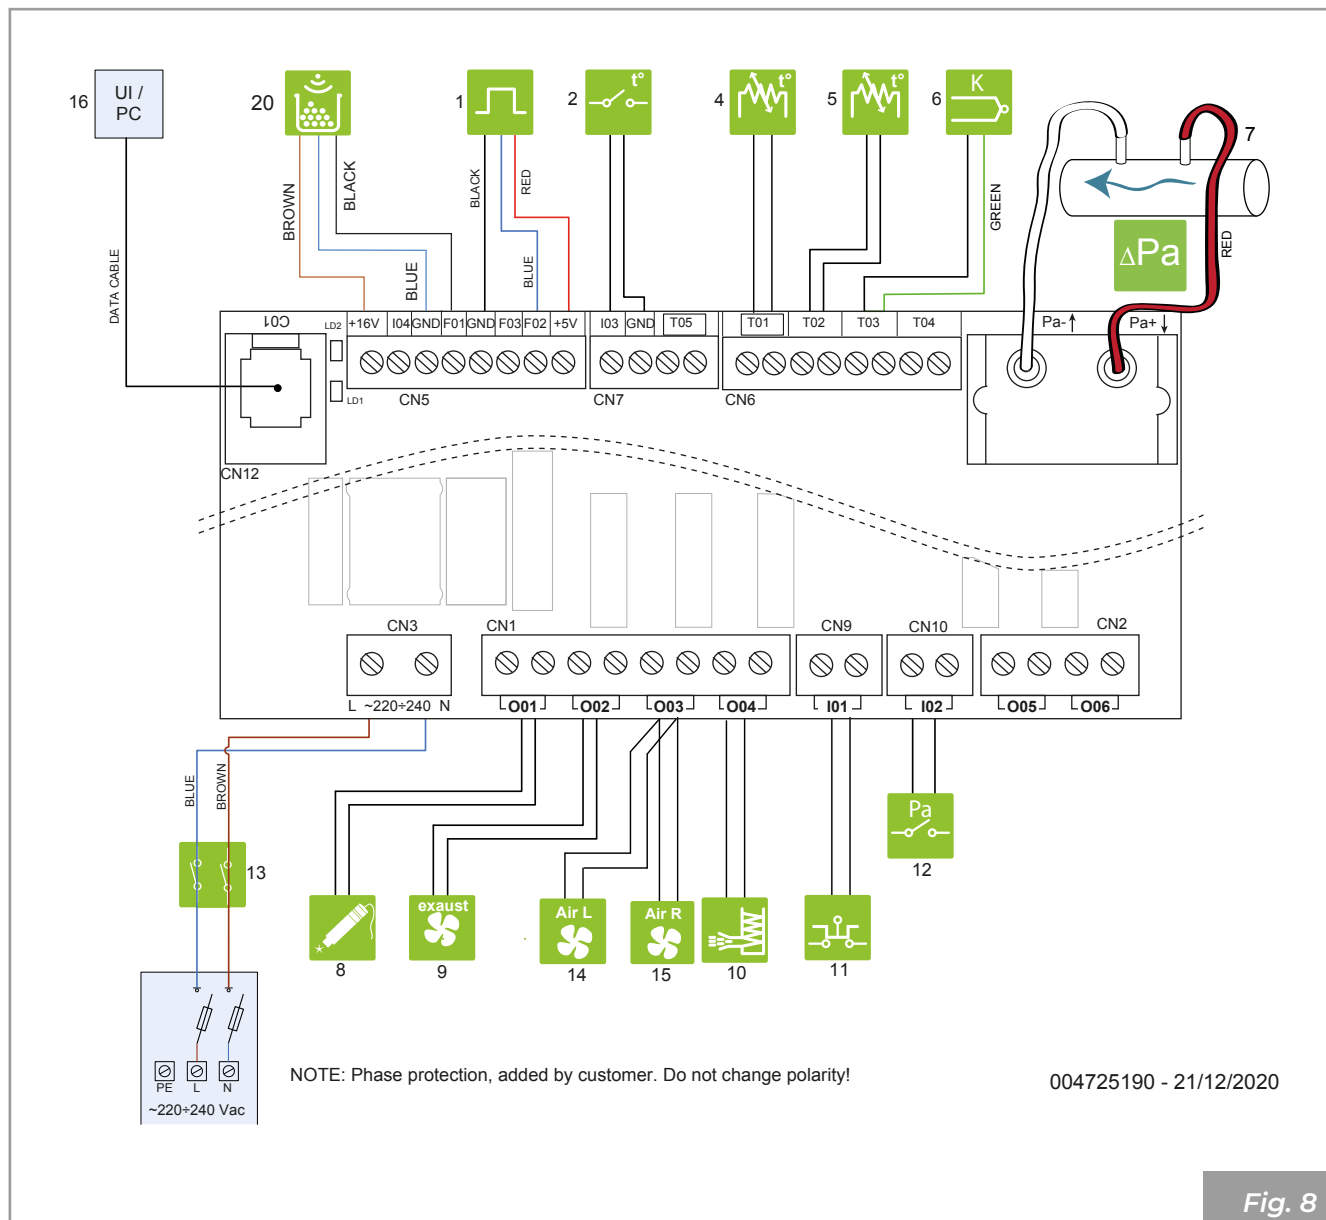 16
UI /
PC
20
1
2
t°
4
t°
5
t°
6
K
7
BROWN
BLACK
BLACK
RED
GREEN
DATA CABLE
BLUE
BLUE
ΔPa
RED
C01
LD2
+16V
I04
GND
F01
GND
F03
F02
+5V
I03
GND
T05
T01
T02
T03
T04
Pa-
Pa+
LD1
CN5
CN7
CN6
CN12
CN3
CN1
CN9
CN10
CN2
L ~220÷240 N
O01
O02
O03
O04
I01
I02
O05
O06
BLUE
BROWN
13
Pa
12
8
exaust
9
Air L
14
Air R
15
10
11
PE
L
N
~220÷240 Vac
NOTE: Phase protection, added by customer. Do not change polarity!
004725190 - 21/12/2020
Fig. 8